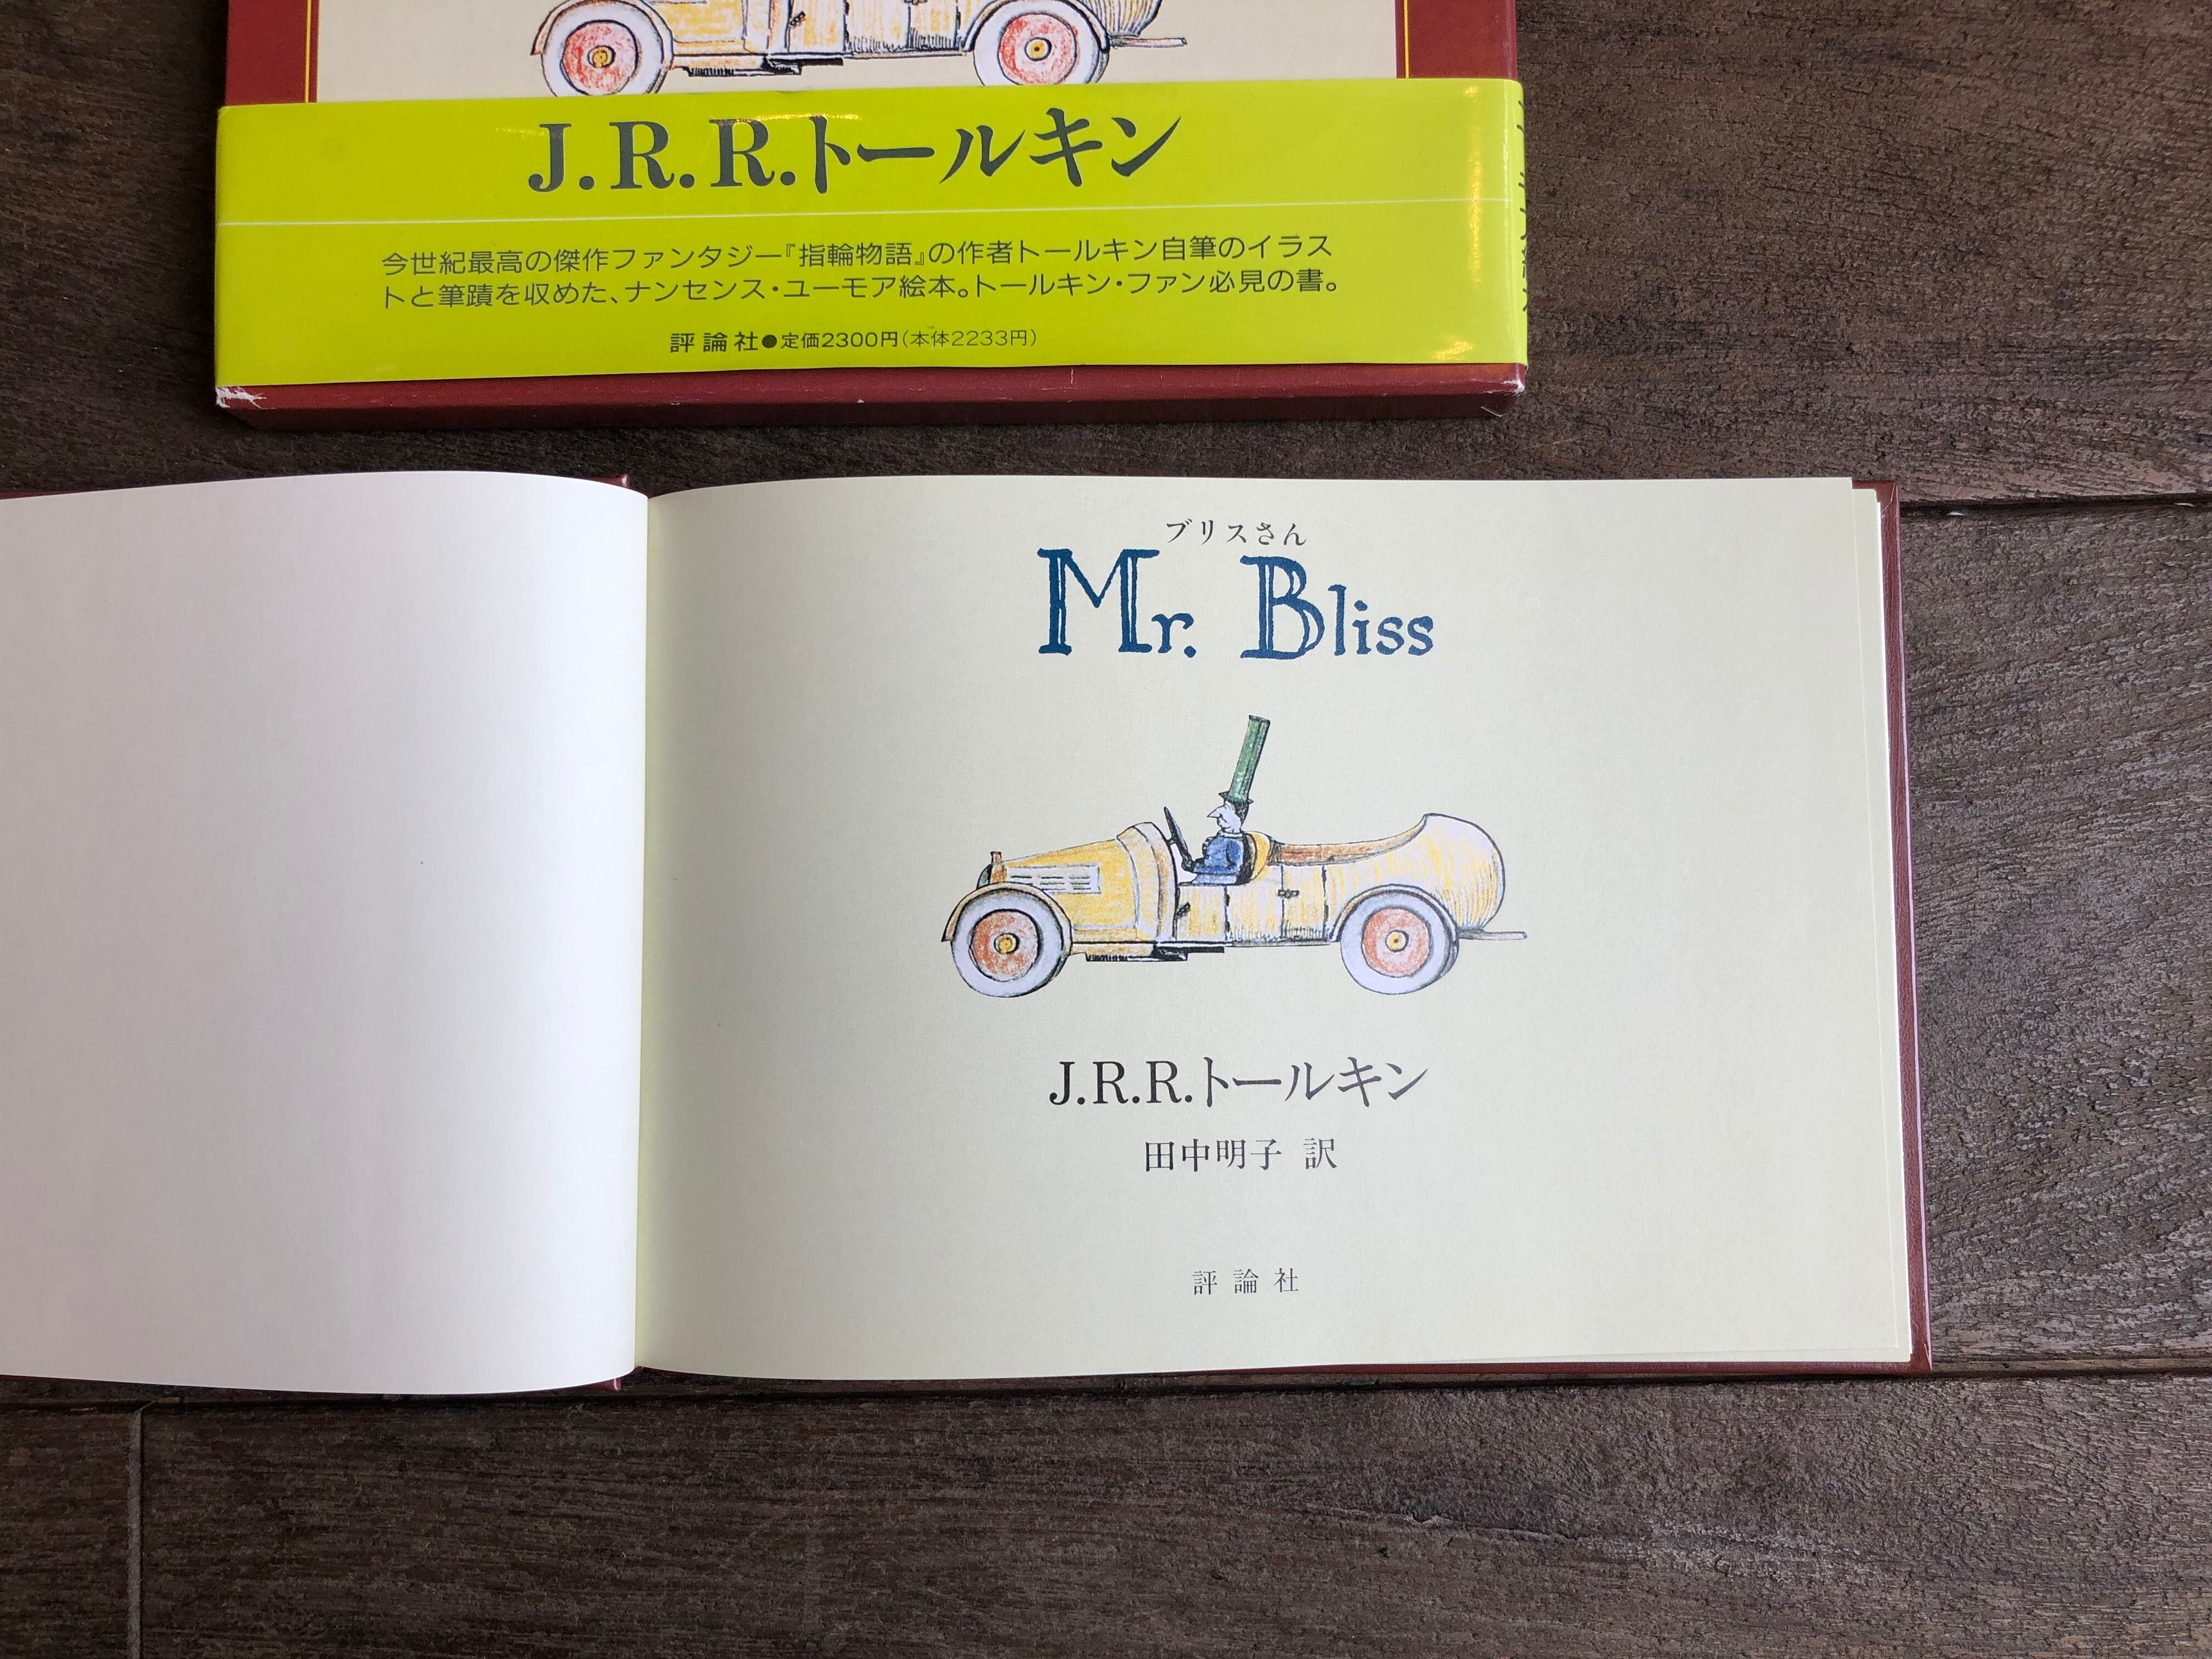 J.R.R.トールキン
今世紀最高の傑作ファンタジー『指輪物語』の作者トールキン自筆のイラス
トと筆蹟を収めた、ナンセンス・ユーモア絵本。トールキン・ファン必見の書。
評論社●定価2300円(本体2233円)
ブリスさん
Mr. Bliss
J.R.R.トールキン
田中明子 訳
評論社